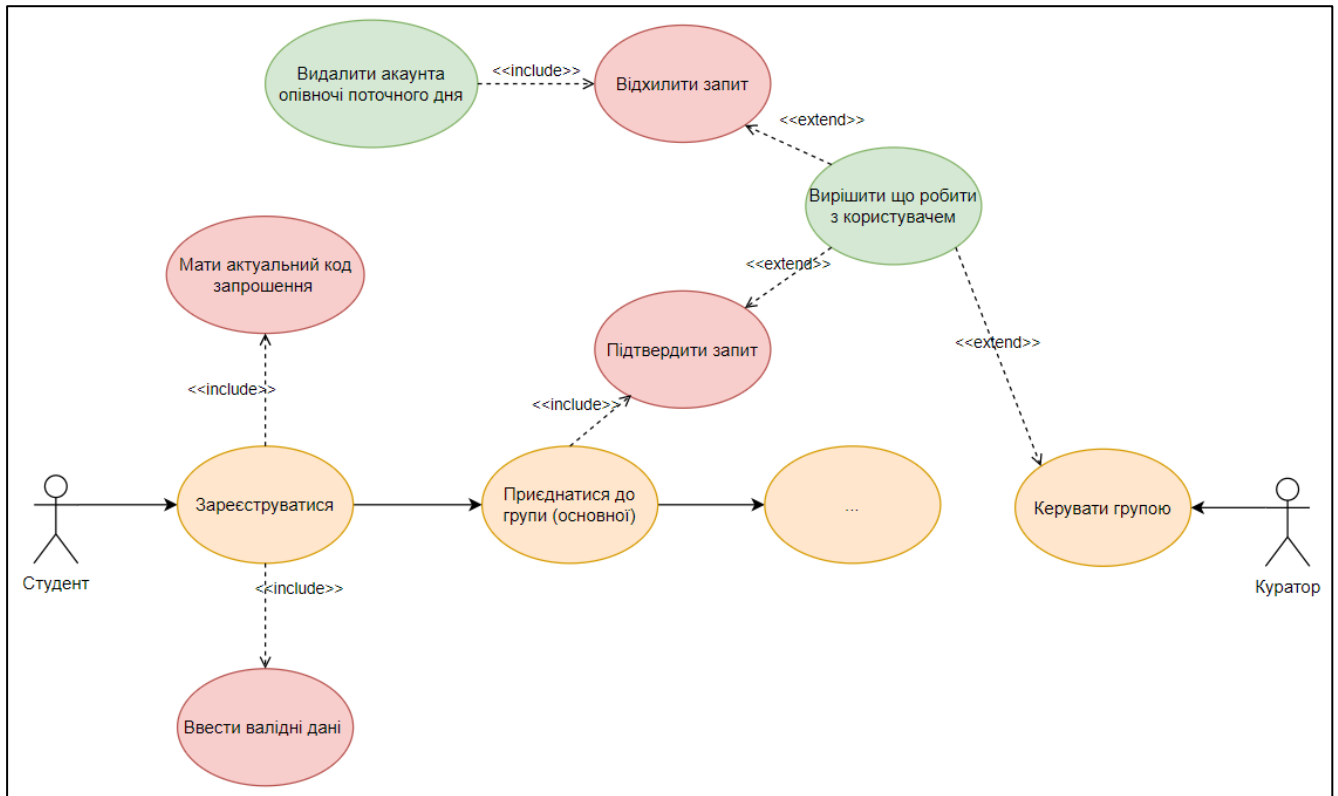 Видалити акаунта
опівночі поточного дня
<<include>>
Відхилити запит
<<extend>>
Вирішити що робити
з користувачем
Мати актуальний код
запрошення
<<extend>>
<<extend>>
Підтвердити запит
<<include>>
<<include>>
Студент
Зареєструватися
Приєднатися до
групи (основної)
...
Керувати групою
Куратор
<<include>>
Ввести валідні дані